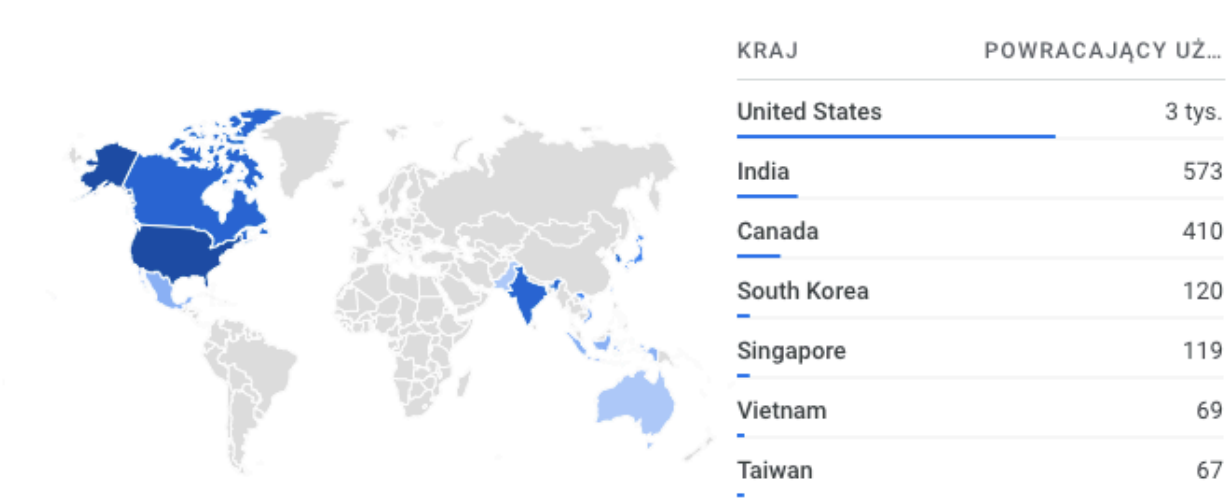 KRAJ POWRACAJĄCY UŻ…
United States 3 tys.
India 573
Canada 410
South Korea 120
Singapore 119
Vietnam 69
Taiwan 67